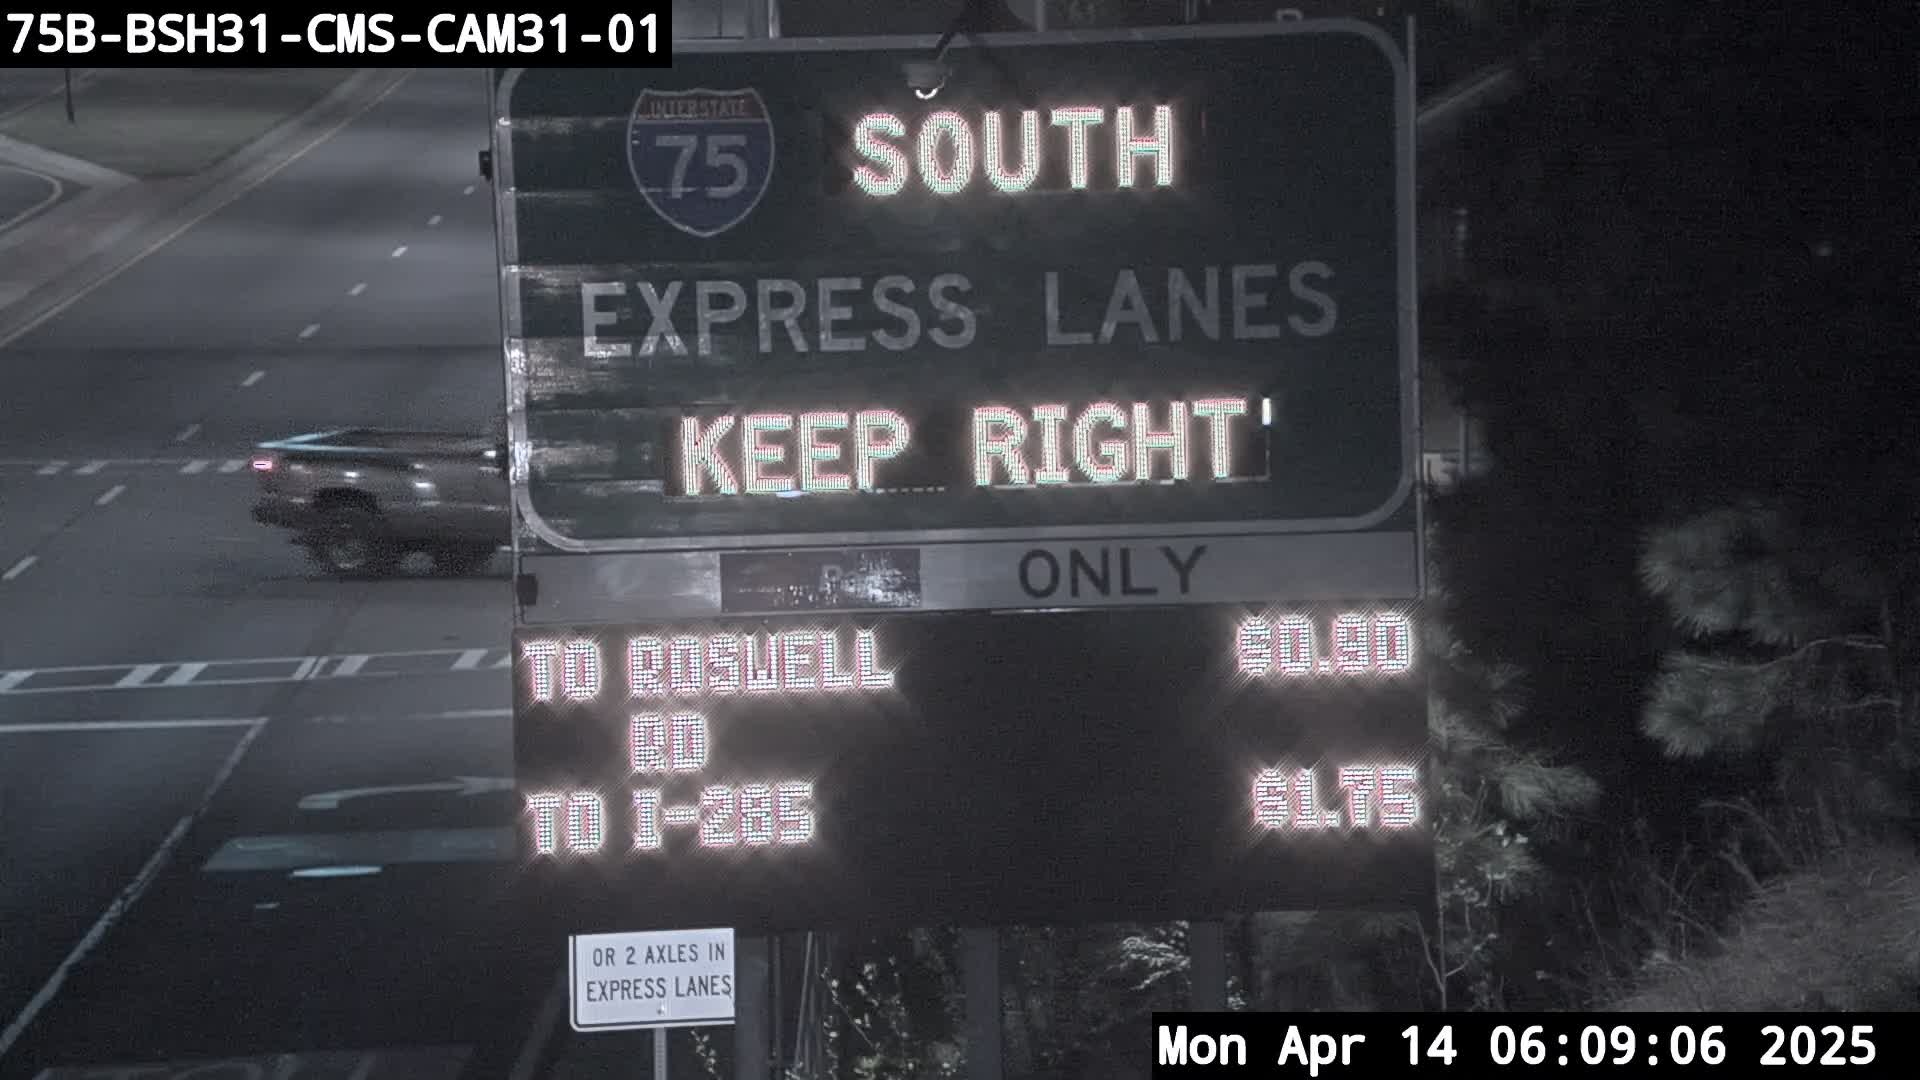 75B-BSH31-CMS-CAM31-01
INTERSTATE
75
SOUTH
EXPRESS LANES
KEEP RIGHT
ONLY
TO ROSWELL
RD
$0.90
TO I-285
$1.75
OR 2 AXLES IN
EXPRESS LANES
Mon Apr 14 06:09:06 2025